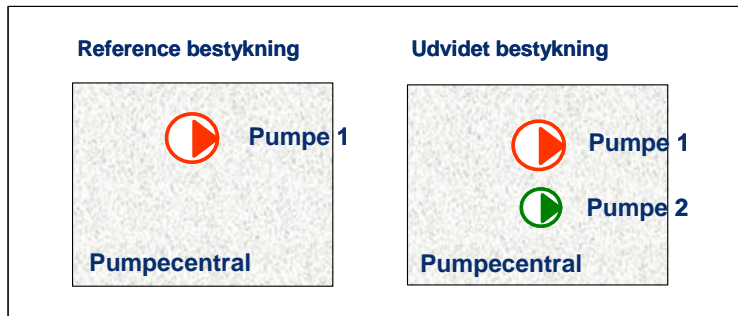 Reference bestykning
Pumpe 1
Pumpecentral
Udvidet bestykning
Pumpe 1
Pumpe 2
Pumpecentral